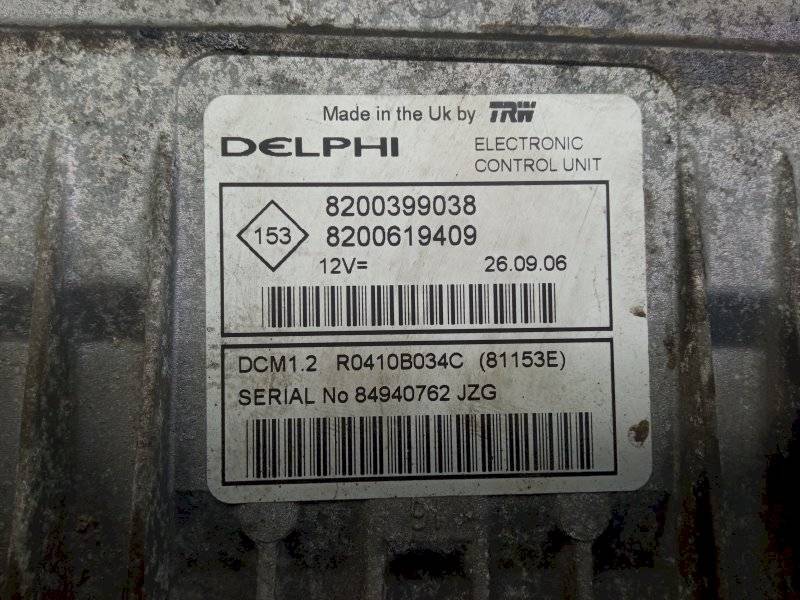 Made in the Uk by TRW
DELPHI
ELECTRONIC
CONTROL UNIT
153
8200399038
8200619409
12V=
26.09.06
DCM1.2 R0410B034C (81153E)
SERIAL No 84940762 JZG